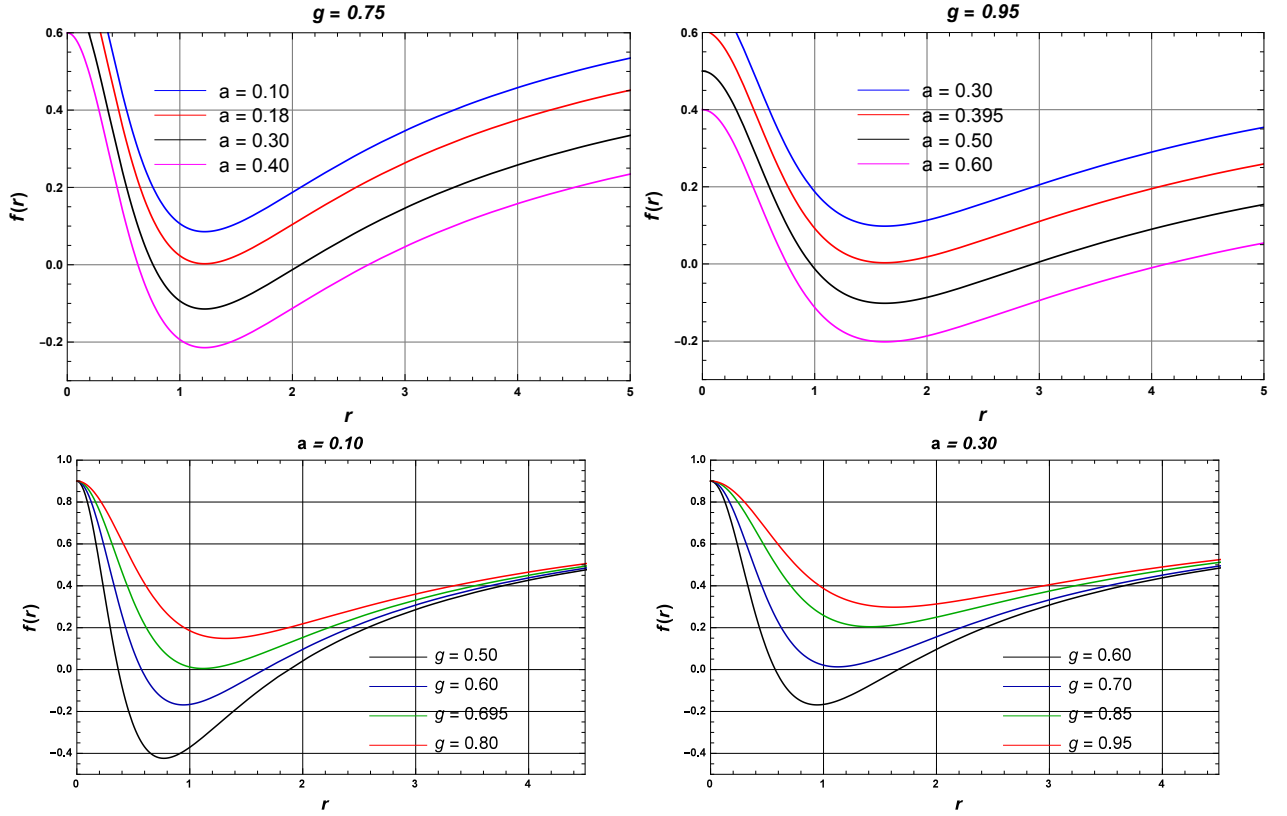 g = 0.75
0.6
0.4
0.2
0.0
−0.2
f(r)
a = 0.10
a = 0.18
a = 0.30
a = 0.40
0 1 2 3 4 5
r
g = 0.95
0.6
0.4
0.2
0.0
−0.2
f(r)
a = 0.30
a = 0.395
a = 0.50
a = 0.60
0 1 2 3 4 5
r
a = 0.10
1.0
0.8
0.6
0.4
0.2
0.0
−0.2
−0.4
f(r)
g = 0.50
g = 0.60
g = 0.695
g = 0.80
0 1 2 3 4
r
a = 0.30
1.0
0.8
0.6
0.4
0.2
0.0
−0.2
−0.4
f(r)
g = 0.60
g = 0.70
g = 0.85
g = 0.95
0 1 2 3 4
r